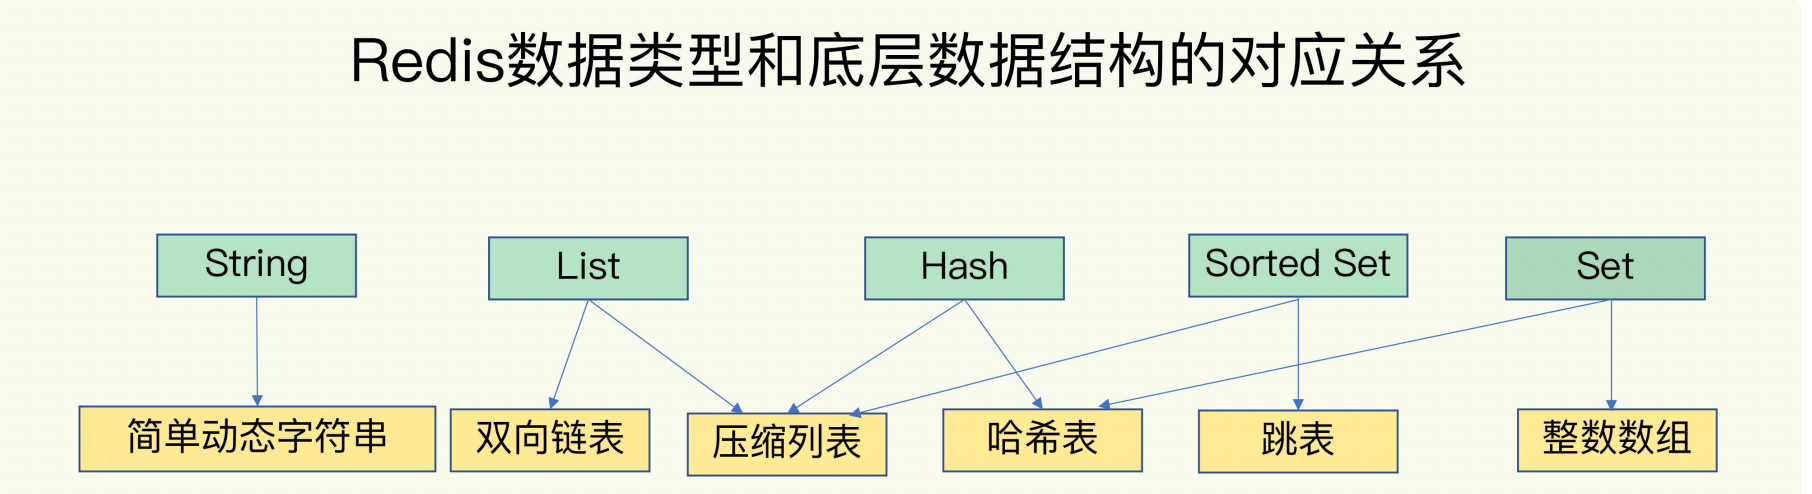 Redis数据类型和底层数据结构的对应关系
String
List
Hash
Sorted Set
Set
简单动态字符串
双向链表
压缩列表
哈希表
跳表
整数数组